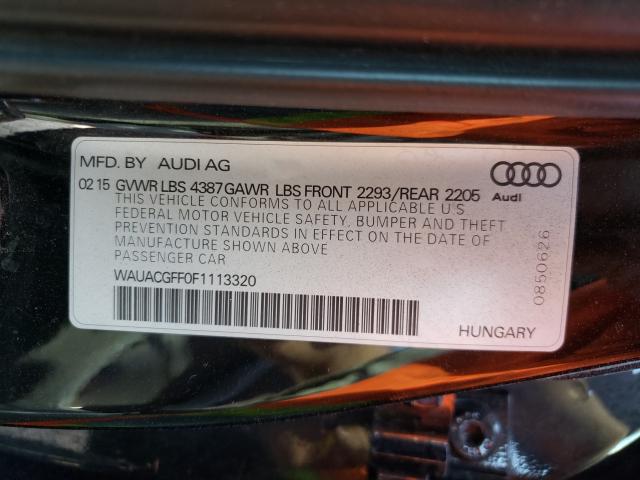 MFD. BY AUDI AG
02 15 GVWR LBS 4387 GAWR LBS FRONT 2293/REAR 2205
THIS VEHICLE CONFORMS TO ALL APPLICABLE U S
FEDERAL MOTOR VEHICLE SAFETY, BUMPER AND THEFT
PREVENTION STANDARDS IN EFFECT ON THE DATE OF
MANUFACTURE SHOWN ABOVE
PASSENGER CAR
WAUACGFF0F1113320
Audi
0850626
HUNGARY